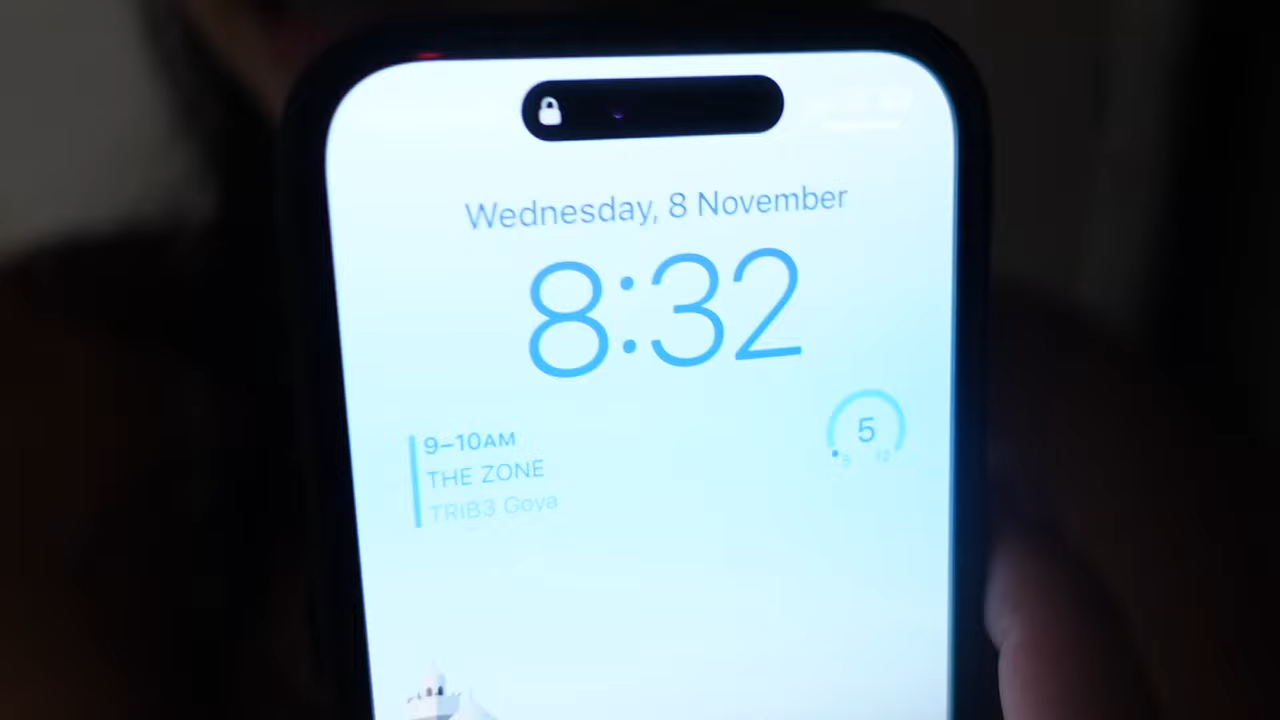 Wednesday, 8 November
8:32
9–10AM
THE ZONE
TRIB3 Goya
5